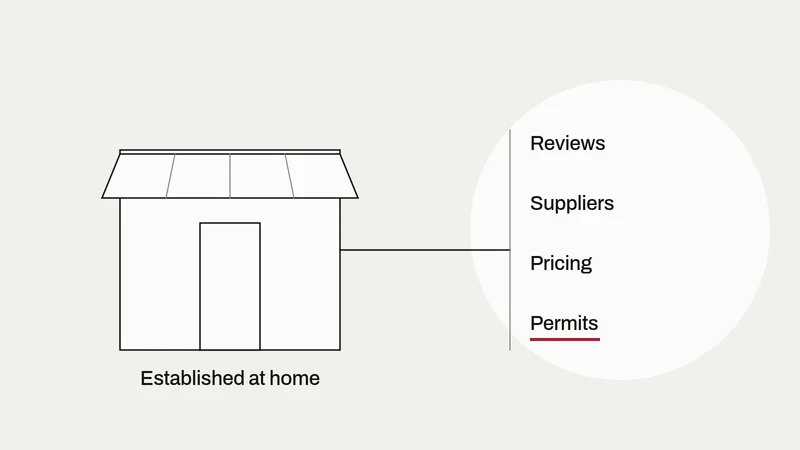 Reviews
Suppliers
Pricing
Permits
Established at home